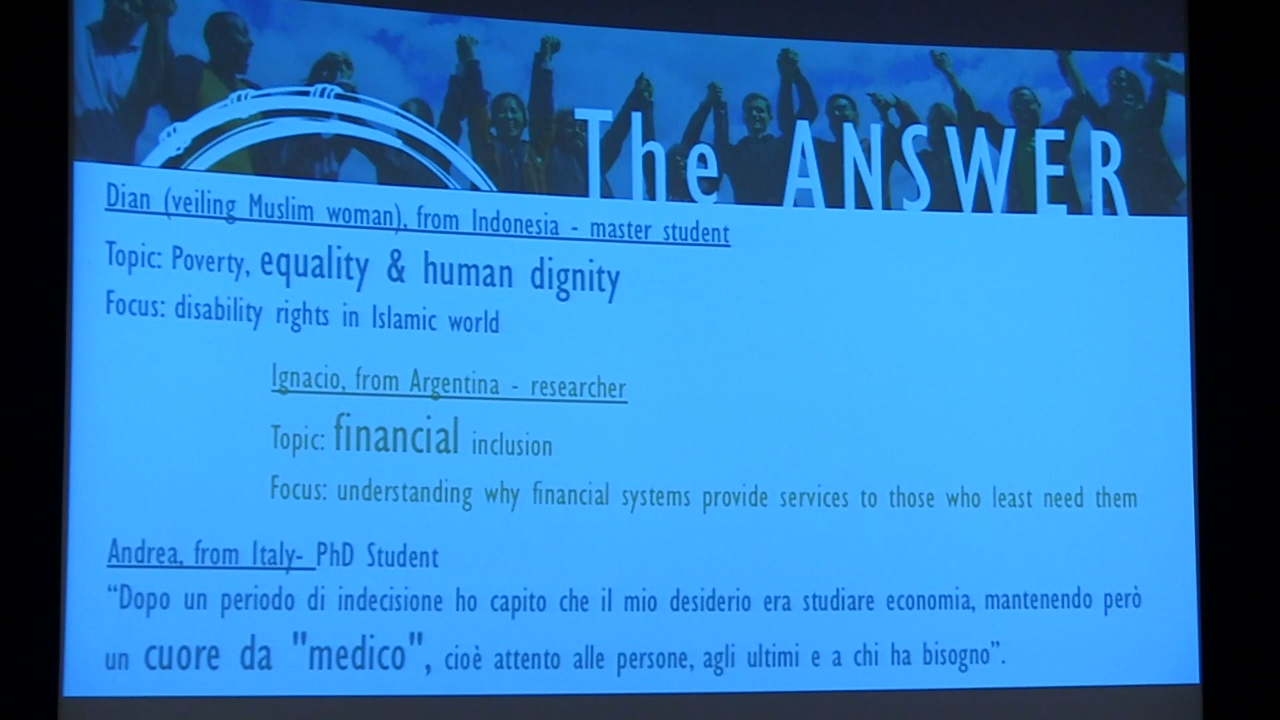 The ANSWER
Dian (veiling Muslim woman), from Indonesia - master student
Topic: Poverty, equality & human dignity
Focus: disability rights in Islamic world
Ignacio, from Argentina - researcher
Topic: financial inclusion
Focus: understanding why financial systems provide services to those who least need them
Andrea, from Italy- PhD Student
“Dopo un periodo di indecisione ho capito che il mio desiderio era studiare economia, mantenendo però
un cuore da "medico", cioè attento alle persone, agli ultimi e a chi ha bisogno”.